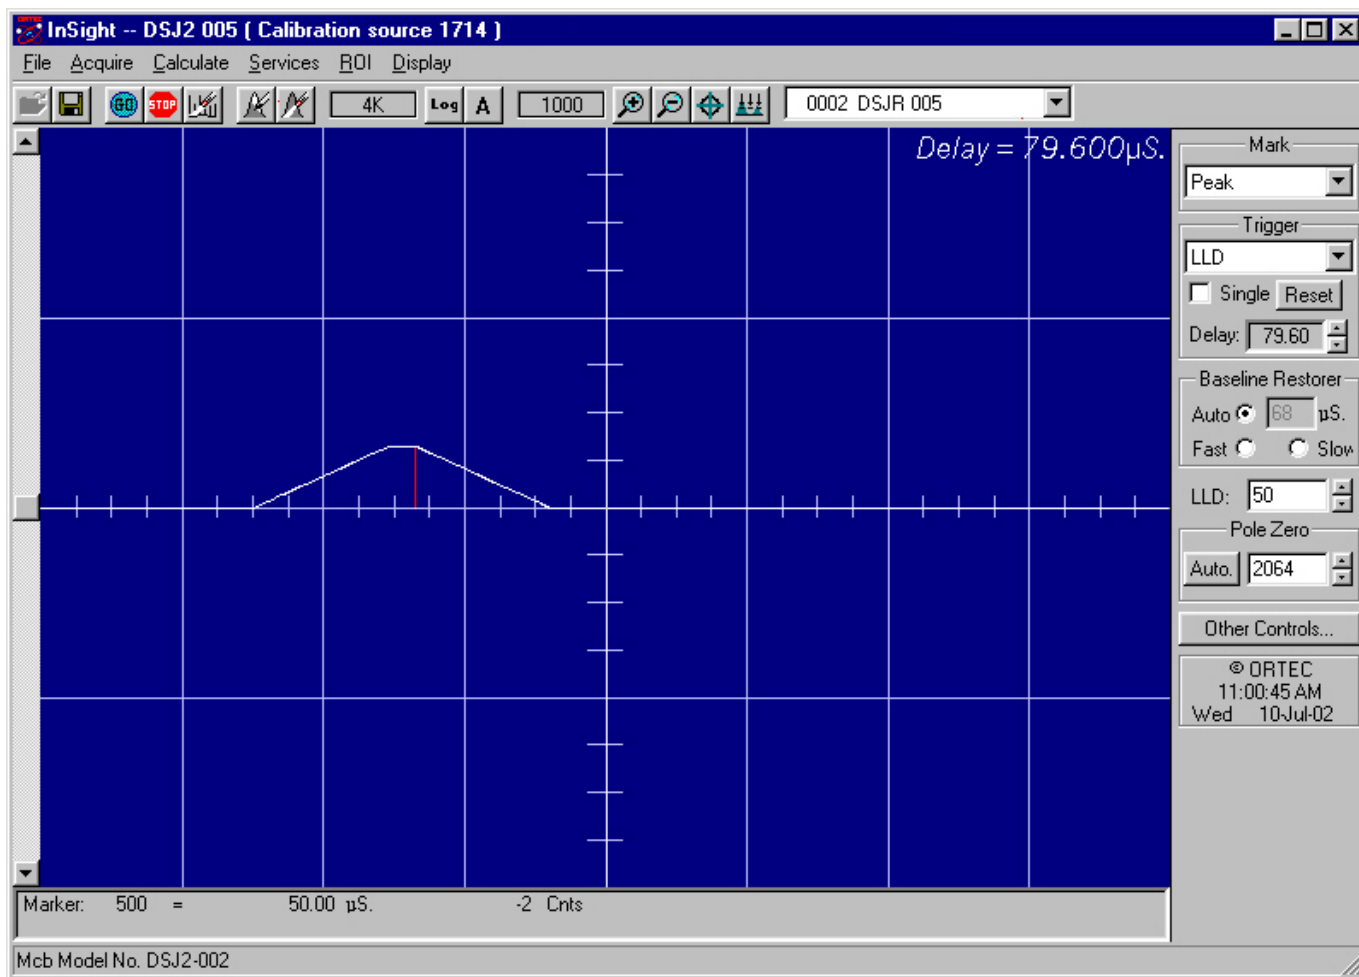 InSight -- DSJ2 005 ( Calibration source 1714 )
File Acquire Calculate Services ROI Display
GO STOP 4K Log A 1000 0002 DSJR 005
Delay = 79.600µS.
Mark
Peak
Trigger
LLD
Single Reset
Delay: 79.60
Baseline Restorer
Auto 68 µS.
Fast Slow
LLD: 50
Pole Zero
Auto. 2064
Other Controls...
© ORTEC
11:00:45 AM
Wed 10-Jul-02
Marker: 500 = 50.00 µS. -2 Cnts
Mcb Model No. DSJ2-002